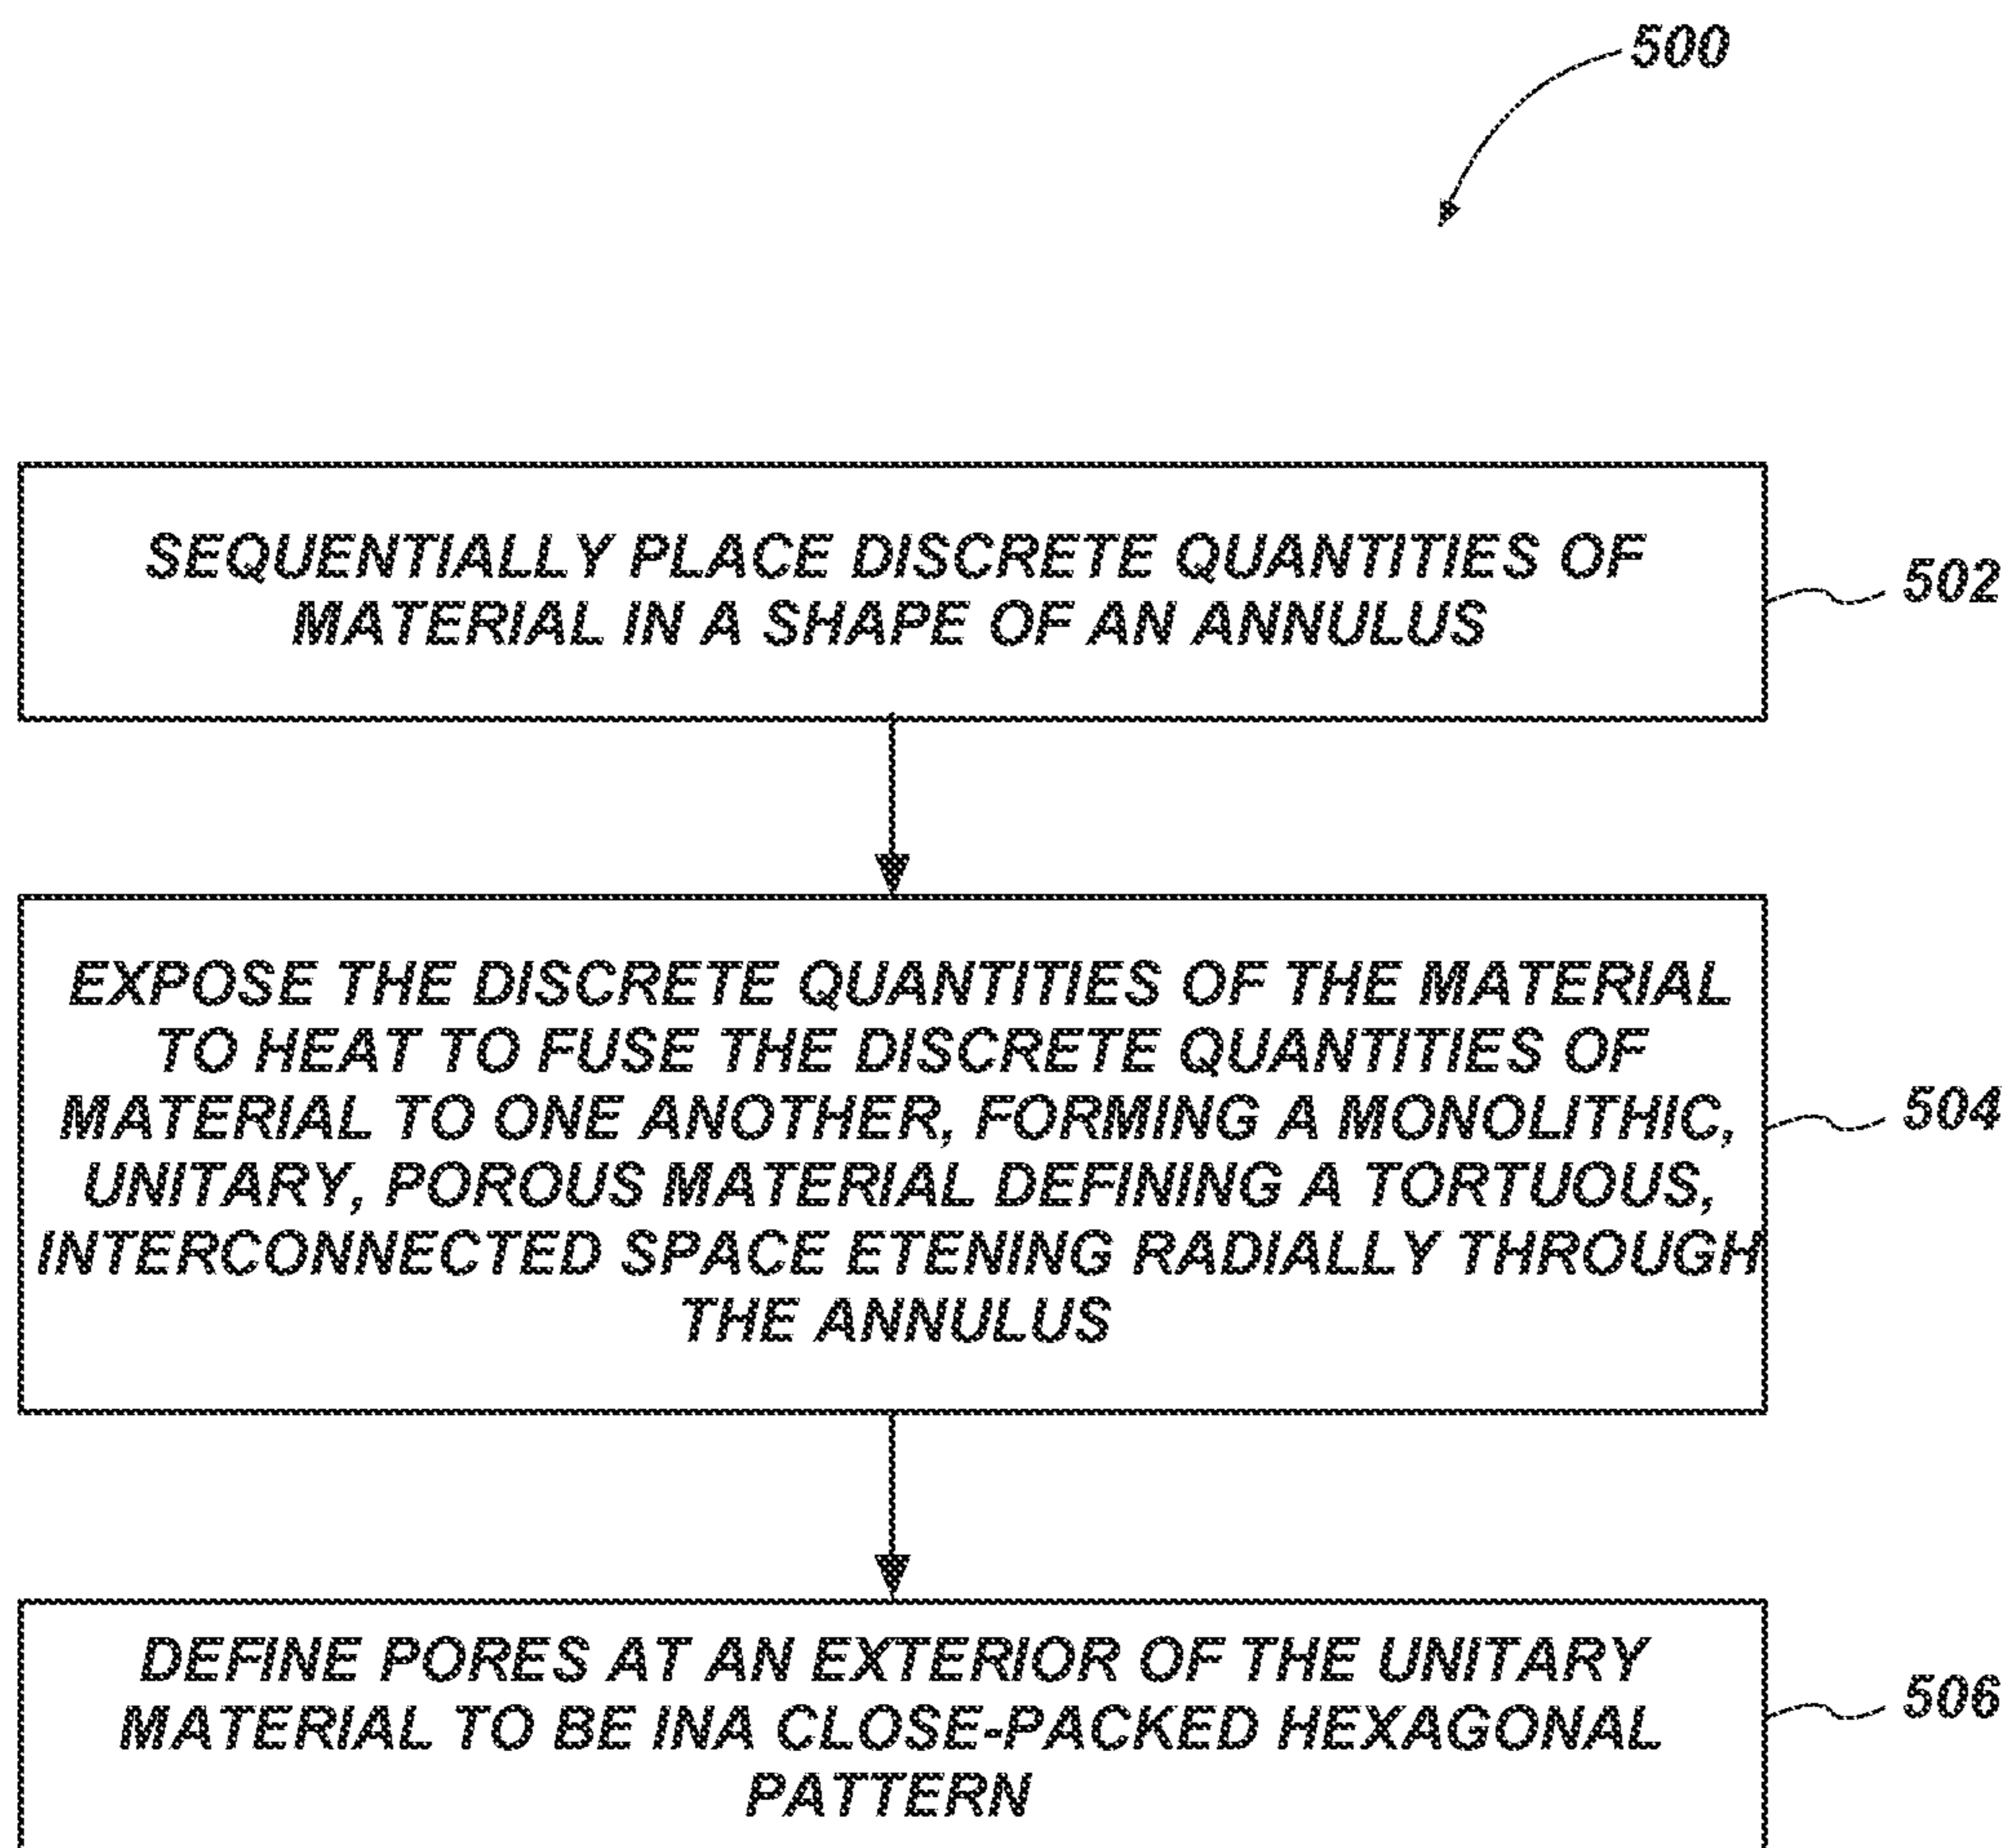 500
SEQUENTIALLY PLACE DISCRETE QUANTITIES OF
MATERIAL IN A SHAPE OF AN ANNULUS
502
EXPOSE THE DISCRETE QUANTITIES OF THE MATERIAL
TO HEAT TO FUSE THE DISCRETE QUANTITIES OF
MATERIAL TO ONE ANOTHER, FORMING A MONOLITHIC,
UNITARY, POROUS MATERIAL DEFINING A TORTUOUS,
INTERCONNECTED SPACE ETENING RADIALLY THROUGH
THE ANNULUS
504
DEFINE PORES AT AN EXTERIOR OF THE UNITARY
MATERIAL TO BE INA CLOSE-PACKED HEXAGONAL
PATTERN
506